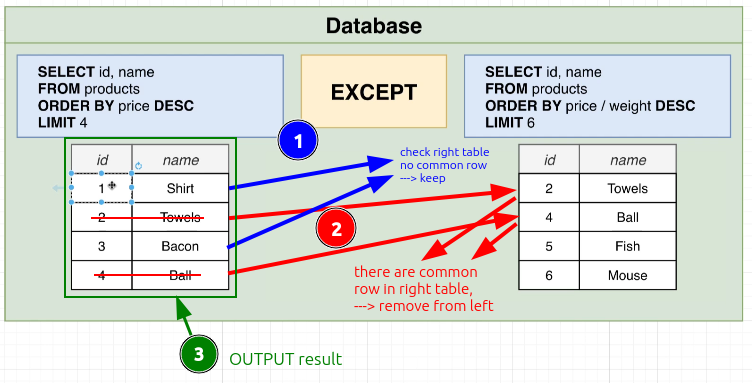 Database
SELECT id, name
FROM products
ORDER BY price DESC
LIMIT 4
EXCEPT
SELECT id, name
FROM products
ORDER BY price / weight DESC
LIMIT 6
1
check right table
no common row
---> keep
id name
1 Shirt
2 Towels
3 Bacon
4 Ball
id name
2 Towels
4 Ball
5 Fish
6 Mouse
2
there are common
row in right table,
---> remove from left
3
OUTPUT result